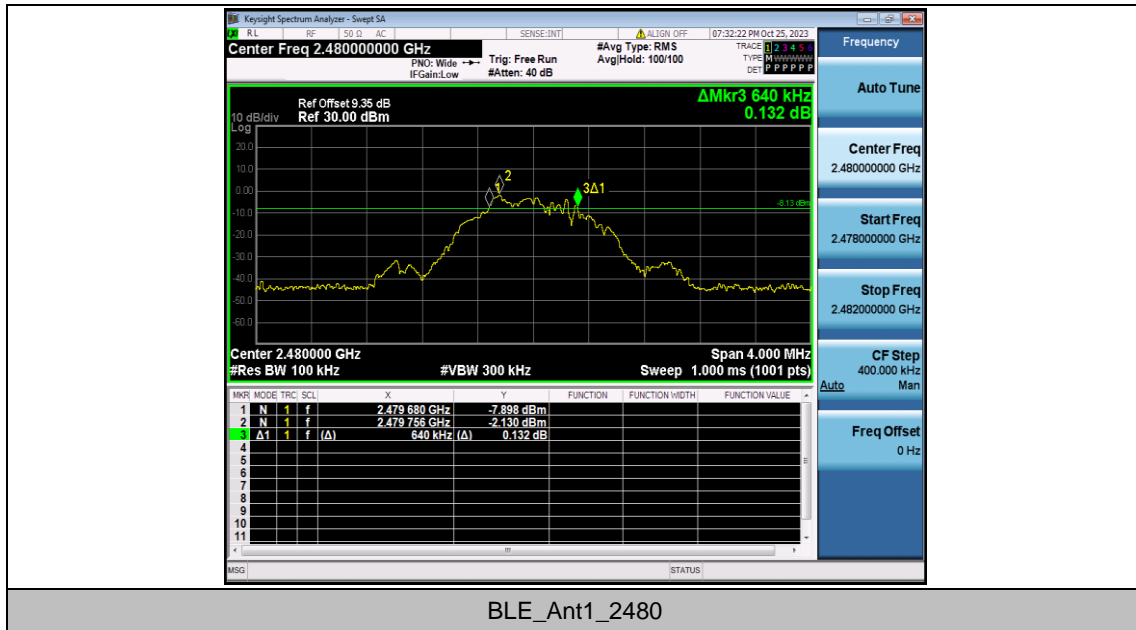 Keysight Spectrum Analyzer - Swept SA
RL RF 50 Ω AC SENSE:INT ALIGN OFF 07:32:22 PM Oct 25, 2023
Center Freq 2.480000000 GHz
PNO: Wide
IFGain:Low
Trig: Free Run
#Atten: 40 dB
#Avg Type: RMS
Avg|Hold: 100/100
TRACE 1 2 3 4 5 6
TYPE M
DET P P P P P P
Frequency
Auto Tune
Center Freq
2.480000000 GHz
Start Freq
2.478000000 GHz
Stop Freq
2.482000000 GHz
CF Step
400.000 kHz
Auto Man
Freq Offset
0 Hz
ΔMkr3 640 kHz
0.132 dB
Ref Offset 9.35 dB
10 dB/div Ref 30.00 dBm
Log
20.0
10.0
0.00
-10.0
-20.0
-30.0
-40.0
-50.0
-60.0
1
2
3Δ1
-8.13 dBm
Center 2.480000 GHz Span 4.000 MHz
#Res BW 100 kHz #VBW 300 kHz Sweep 1.000 ms (1001 pts)
MKR MODE TRC SCL X Y FUNCTION FUNCTION WIDTH FUNCTION VALUE
1 N 1 f 2.479 680 GHz -7.898 dBm
2 N 1 f 2.479 756 GHz -2.130 dBm
3 Δ1 1 f (Δ) 640 kHz (Δ) 0.132 dB
4
5
6
7
8
9
10
11
MSG STATUS
BLE_Ant1_2480